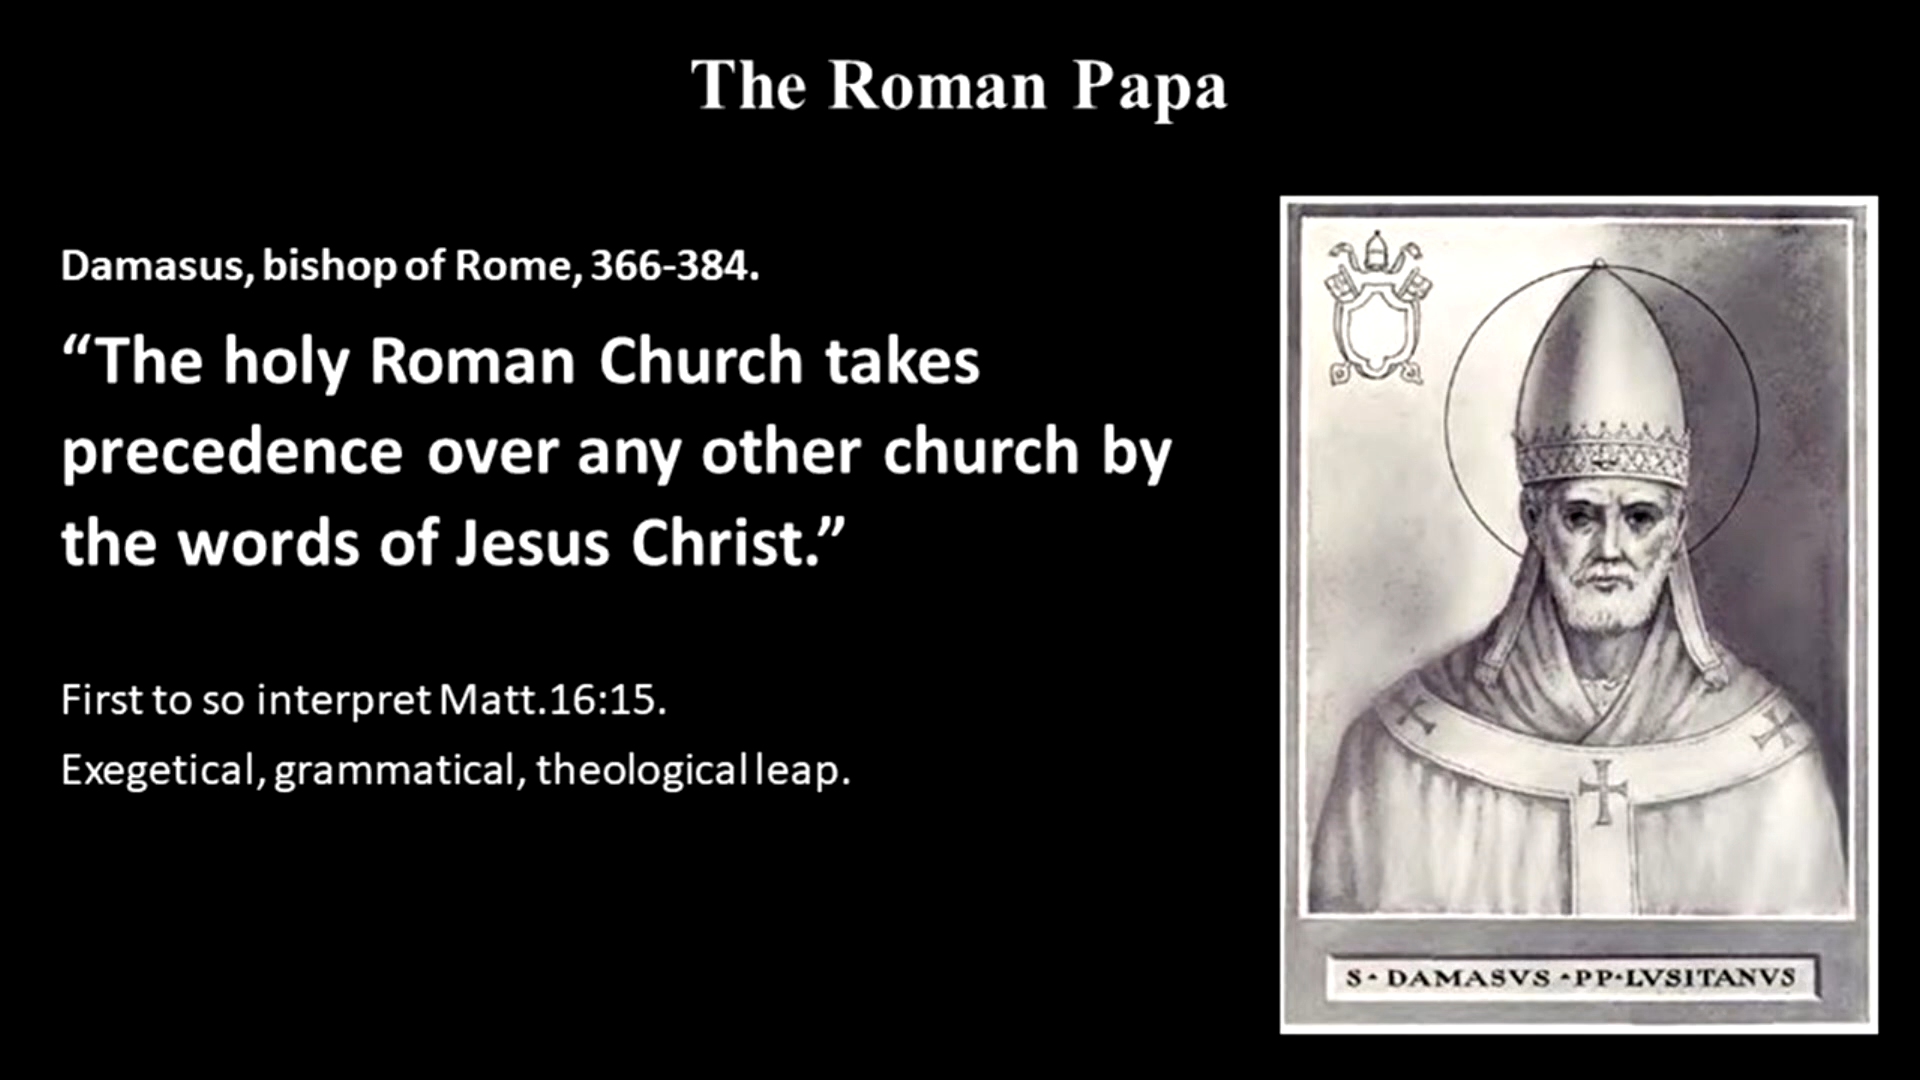 The Roman Papa
Damasus, bishop of Rome, 366-384.
“The holy Roman Church takes
precedence over any other church by
the words of Jesus Christ.”
First to so interpret Matt.16:15.
Exegetical, grammatical, theological leap.
S·DAMASVS·PP·LVSITANVS